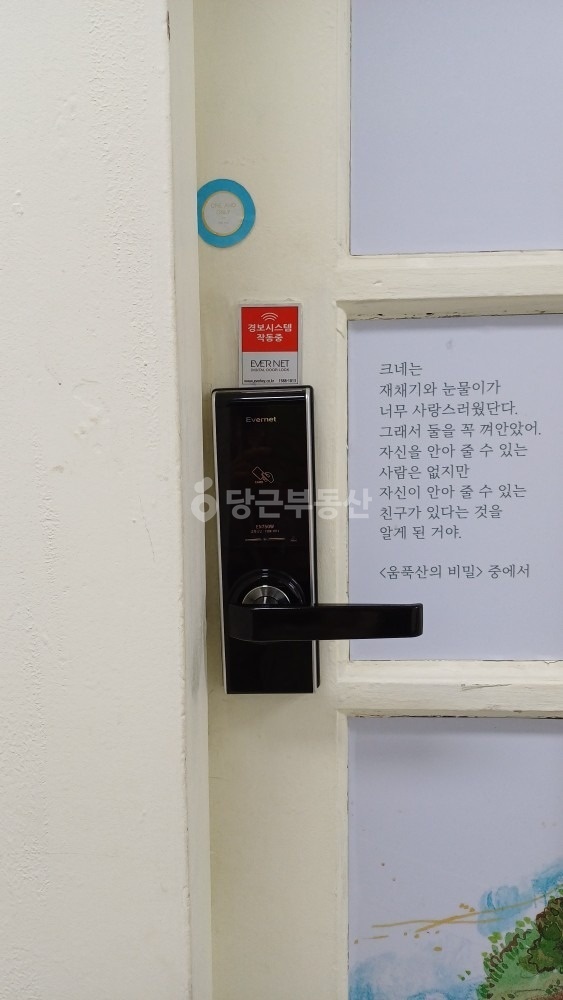 경보시스템
작동중
EVERNET
DIGITAL DOOR LOCK
Evernet
당근부동산
크네는
재채기와 눈물이가
너무 사랑스러웠단다.
그래서 둘을 꼭 껴안았어.
자신을 안아 줄 수 있는
사람은 없지만
자신이 안아 줄 수 있는
친구가 있다는 것을
알게 된 거야.
<움푹산의 비밀> 중에서